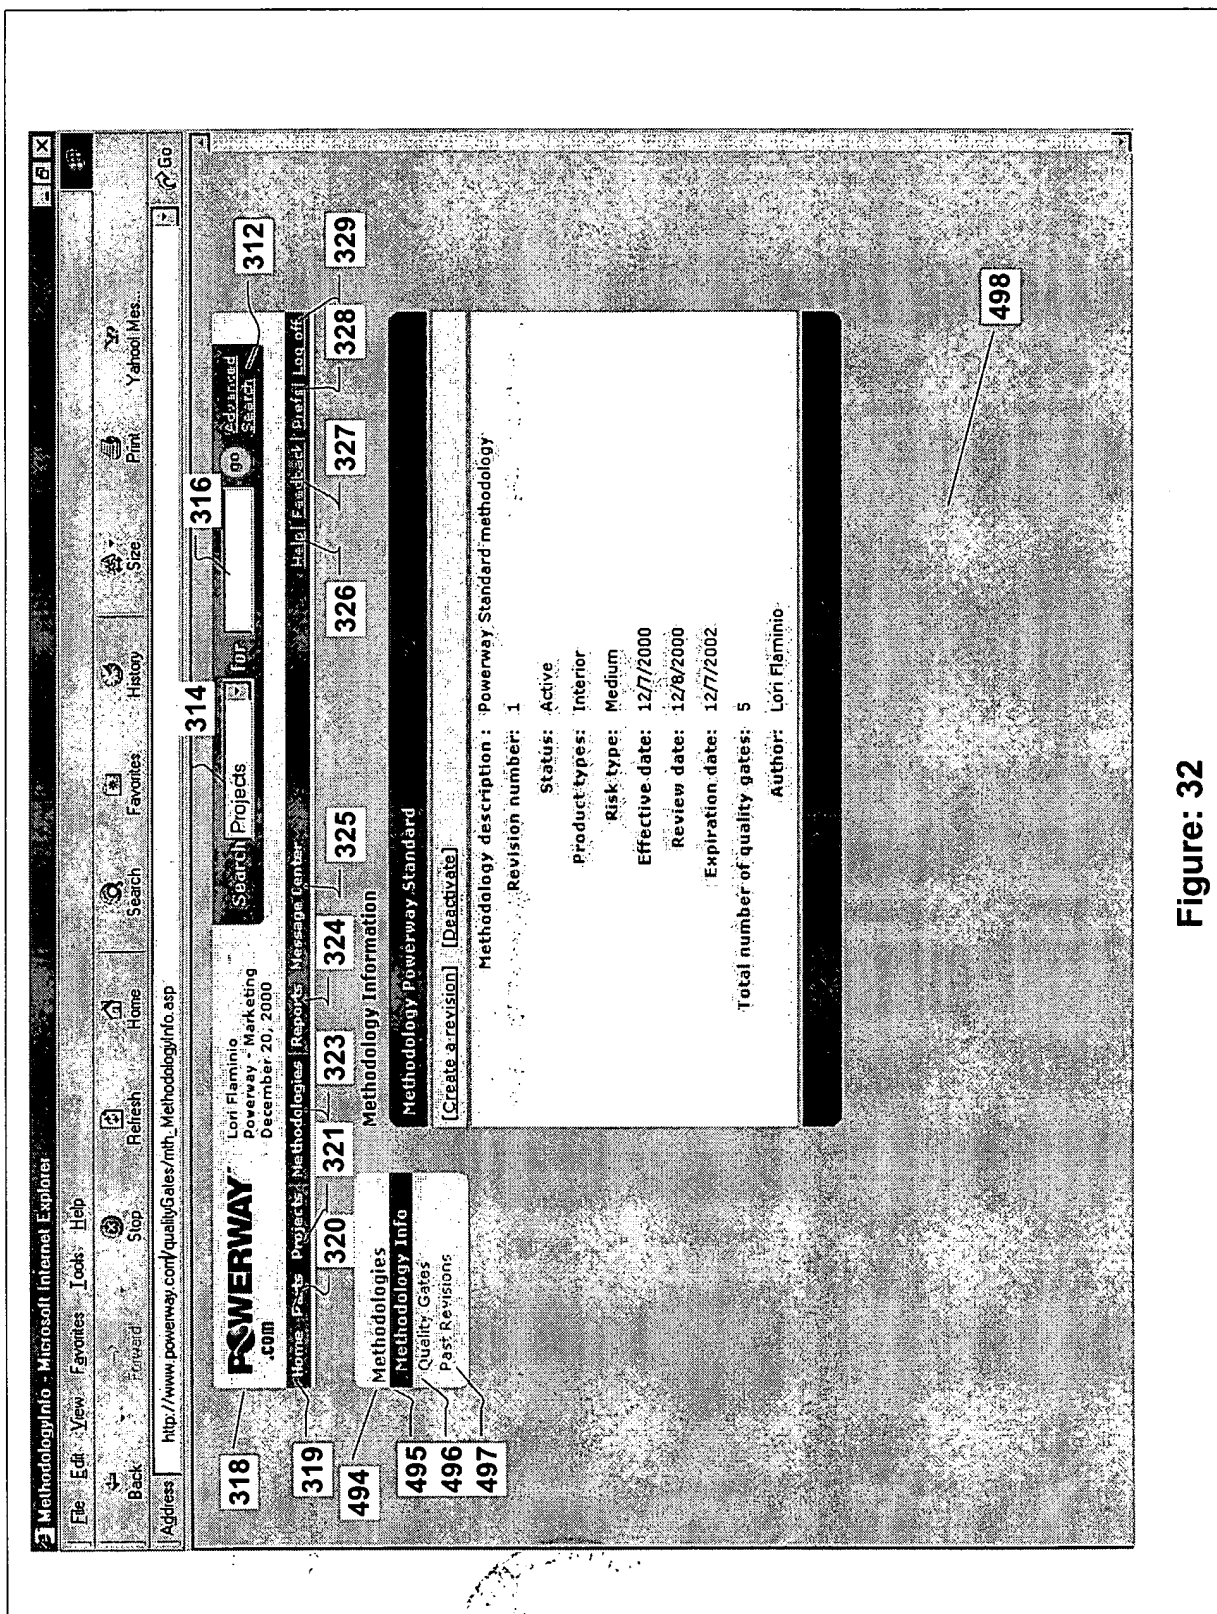 MethodologyInfo - Microsoft Internet Explorer
File Edit View Favorites Tools Help
Back Forward Stop Refresh Home Search Favorites History Size Print Yahoo! Mes...
Address http://www.powerway.com/qualityGates/mth_MethodologyInfo.asp Go
314 316
318 POWERWAY .com
Lori Flaminio
Powerway - Marketing
December 20, 2000
Search Projects for go Advanced Search 312
319 Home Parts Projects Methodologies Reports Message Center Help Feedback Prefs Log off
320 321 323 324 325 326 327 328 329
494 Methodologies
495 Methodology Info
496 Quality Gates
497 Past Revisions
Methodology Information
Methodology Powerway Standard
[Create a revision] [Deactivate]
Methodology description : Powerway Standard methodology
Revision number: 1
Status: Active
Product types: Interior
Risk type: Medium
Effective date: 12/7/2000
Review date: 12/8/2000
Expiration date: 12/7/2002
Total number of quality gates: 5
Author: Lori Flaminio
498
Figure: 32